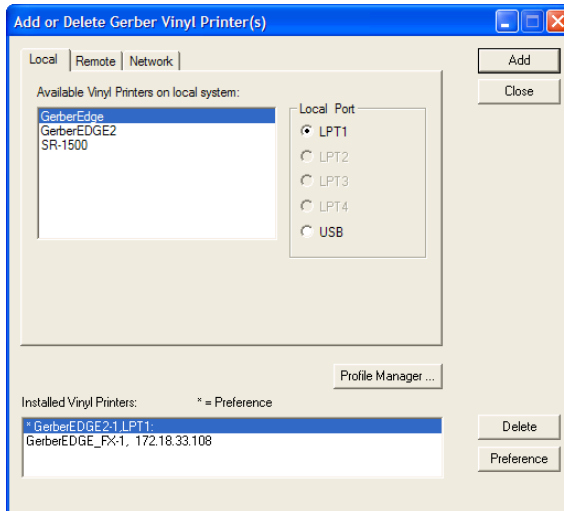 Add or Delete Gerber Vinyl Printer(s)
Local Remote Network
Add
Close
Available Vinyl Printers on local system:
GerberEdge
GerberEDGE2
SR-1500
Local Port
LPT1
LPT2
LPT3
LPT4
USB
Profile Manager ...
Installed Vinyl Printers: * = Preference
* GerberEDGE2-1,LPT1:
GerberEDGE_FX-1, 172.18.33.108
Delete
Preference